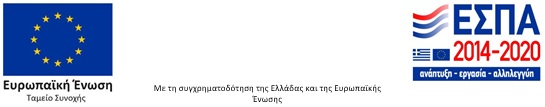 Ευρωπαϊκή Ένωση
Ταμείο Συνοχής
Με τη συγχρηματοδότηση της Ελλάδας και της Ευρωπαϊκής
Ένωσης
ΕΣΠΑ
2014-2020
ανάπτυξη - εργασία - αλληλεγγύη